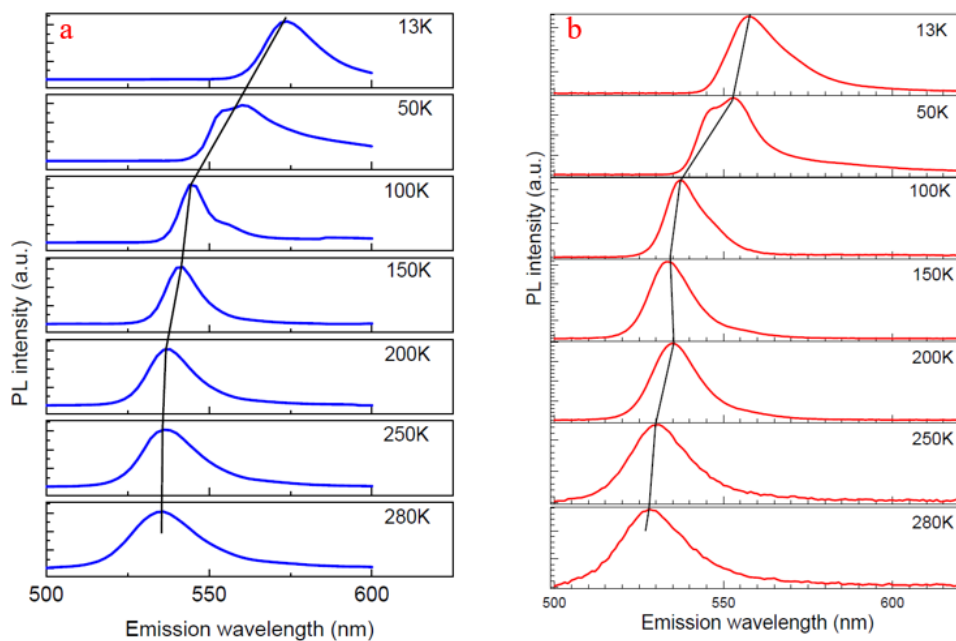 a
13K
50K
100K
150K
200K
250K
280K
PL intensity (a.u.)
500
550
600
Emission wavelength (nm)
b
13K
50K
100K
150K
200K
250K
280K
PL intensity (a.u.)
500
550
600
Emission wavelength (nm)